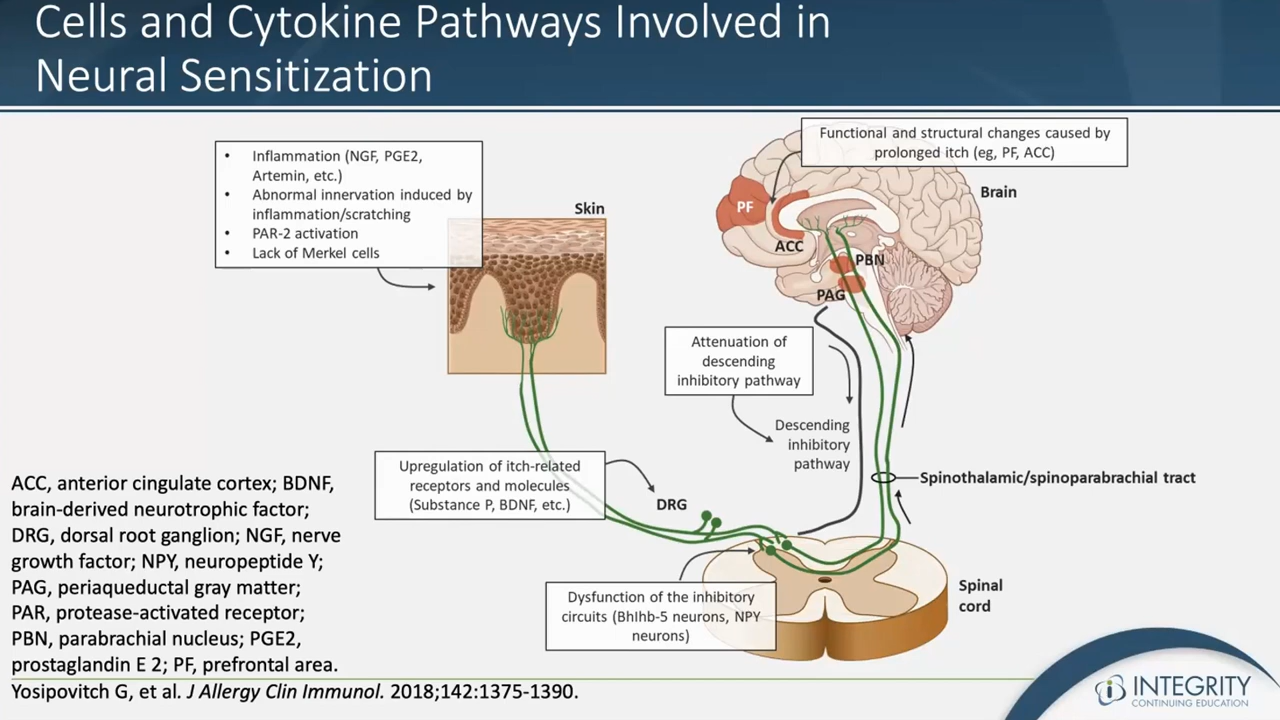 Cells and Cytokine Pathways Involved in
Neural Sensitization
• Inflammation (NGF, PGE2,
Artemin, etc.)
• Abnormal innervation induced by
inflammation/scratching
• PAR-2 activation
• Lack of Merkel cells
Skin
Functional and structural changes caused by
prolonged itch (eg, PF, ACC)
Brain
PF
ACC
PBN
PAG
Attenuation of
descending
inhibitory pathway
Descending
inhibitory
pathway
Upregulation of itch-related
receptors and molecules
(Substance P, BDNF, etc.)
DRG
Spinothalamic/spinoparabrachial tract
Dysfunction of the inhibitory
circuits (Bhlhb-5 neurons, NPY
neurons)
Spinal
cord
ACC, anterior cingulate cortex; BDNF,
brain-derived neurotrophic factor;
DRG, dorsal root ganglion; NGF, nerve
growth factor; NPY, neuropeptide Y;
PAG, periaqueductal gray matter;
PAR, protease-activated receptor;
PBN, parabrachial nucleus; PGE2,
prostaglandin E 2; PF, prefrontal area.
Yosipovitch G, et al. J Allergy Clin Immunol. 2018;142:1375-1390.
INTEGRITY
CONTINUING EDUCATION